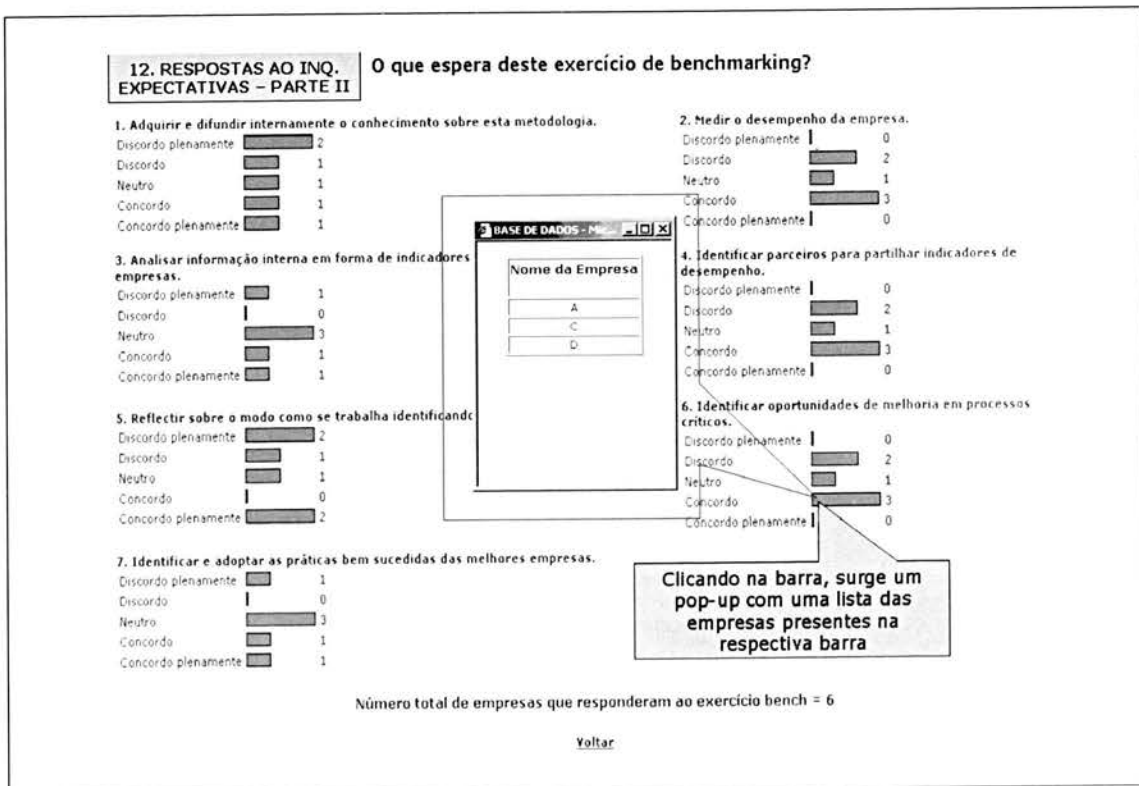 12. RESPOSTAS AO INQ.
EXPECTATIVAS – PARTE II
O que espera deste exercício de benchmarking?
1. Adquirir e difundir internamente o conhecimento sobre esta metodologia.
Discordo plenamente 2
Discordo 1
Neutro 1
Concordo 1
Concordo plenamente 1
2. Medir o desempenho da empresa.
Discordo plenamente 0
Discordo 2
Neutro 1
Concordo 3
Concordo plenamente 0
3. Analisar informação interna em forma de indicadores
empresas.
Discordo plenamente 1
Discordo 0
Neutro 3
Concordo 1
Concordo plenamente 1
BASE DE DADOS -
Nome da Empresa
A
C
D
4. Identificar parceiros para partilhar indicadores de
desempenho.
Discordo plenamente 0
Discordo 2
Neutro 1
Concordo 3
Concordo plenamente 0
5. Reflectir sobre o modo como se trabalha
Discordo plenamente 2
Discordo 1
Neutro 1
Concordo 0
Concordo plenamente 2
6. Identificar oportunidades de melhoria em processos
críticos.
Discordo plenamente 0
Discordo 2
Neutro 1
Concordo 3
Concordo plenamente 0
7. Identificar e adoptar as práticas bem sucedidas das melhores empresas.
Discordo plenamente 1
Discordo 0
Neutro 3
Concordo 1
Concordo plenamente 1
Clicando na barra, surge um
pop-up com uma lista das
empresas presentes na
respectiva barra
Número total de empresas que responderam ao exercício bench = 6
Voltar